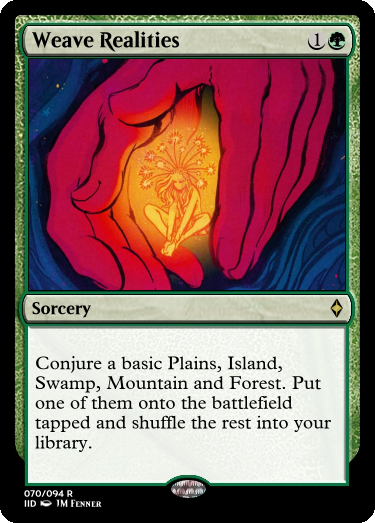 Weave Realities 1
Sorcery
Conjure a basic Plains, Island,
Swamp, Mountain and Forest. Put
one of them onto the battlefield
tapped and shuffle the rest into your
library.
070/094 R
IID JM Fenner